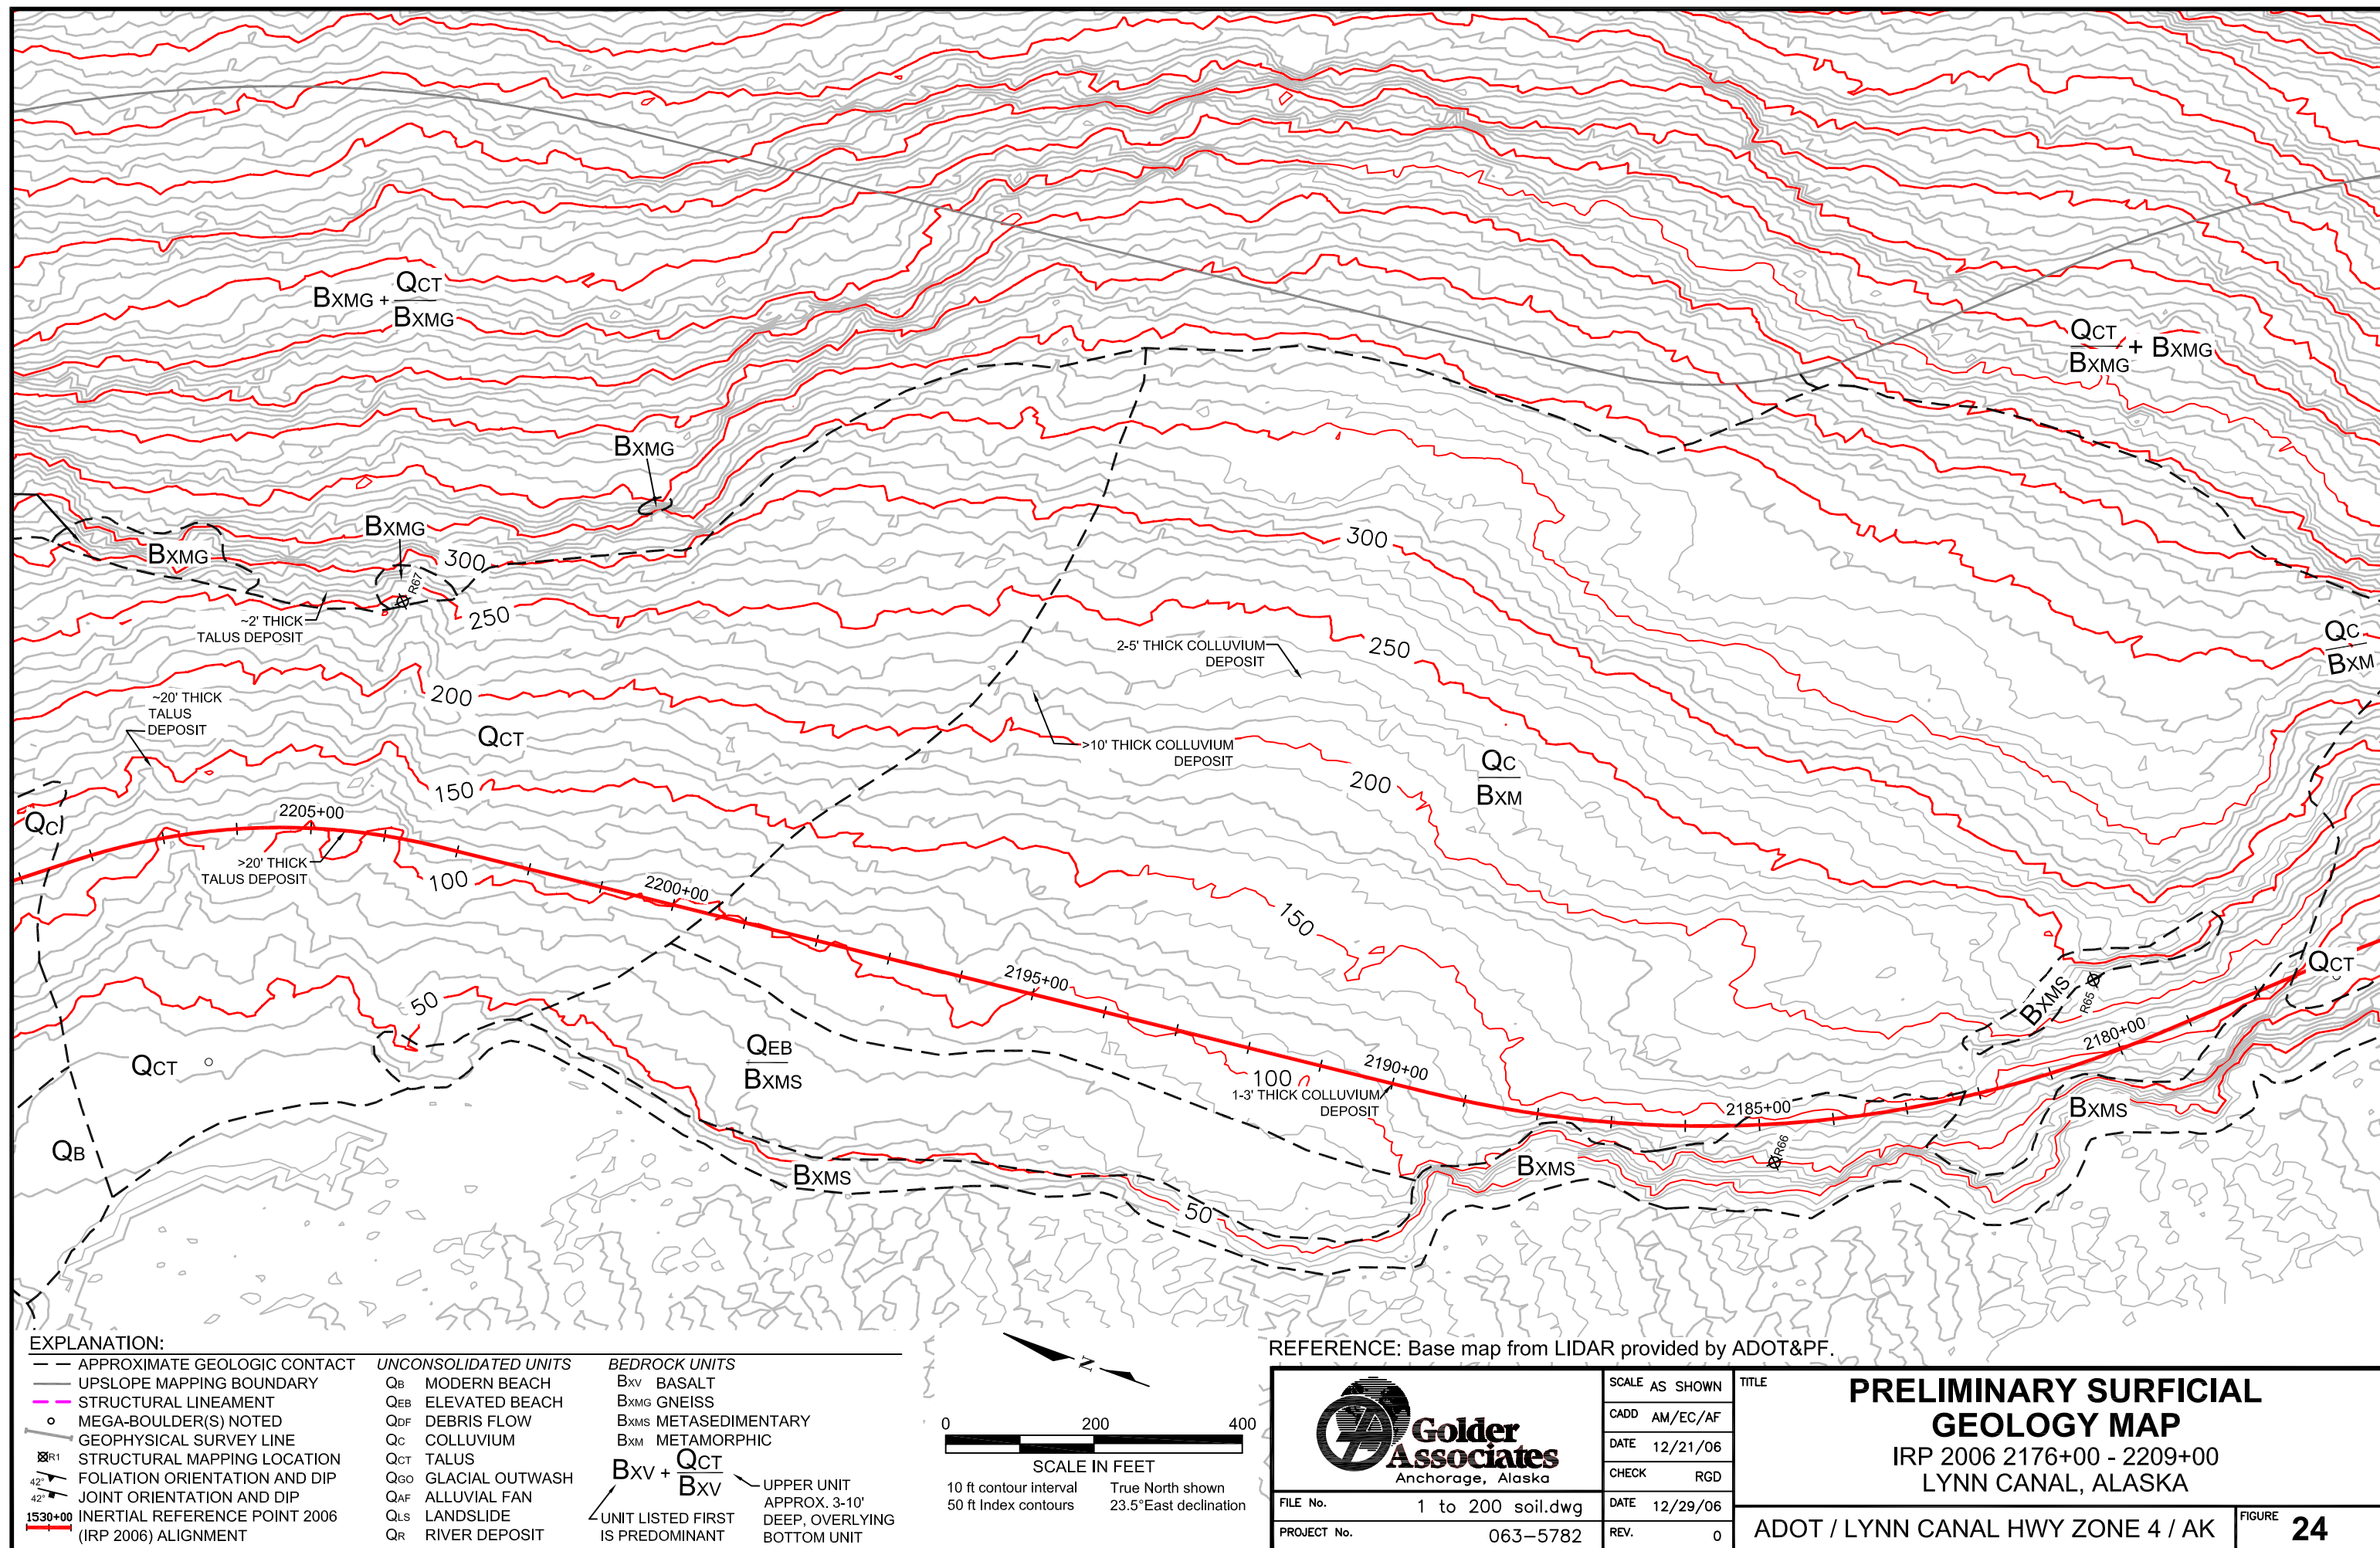 QCT
BXMG +
BXMG
QCT
+ BXMG
BXMG
BXMG
BXMG
BXMG
R67
300
250
~2' THICK
TALUS DEPOSIT
300
250
2-5' THICK COLLUVIUM
DEPOSIT
QC
BXM
~20' THICK
TALUS
DEPOSIT
200
QCT
>10' THICK COLLUVIUM
DEPOSIT
200
QC
BXM
150
QC
2205+00
>20' THICK
TALUS DEPOSIT
100
2200+00
150
2195+00
50
QCT
QCT
BXMS
R65
2180+00
QEB
BXMS
2190+00
100
1-3' THICK COLLUVIUM
DEPOSIT
2185+00
BXMS
R66
QB
BXMS
BXMS
50
EXPLANATION:
APPROXIMATE GEOLOGIC CONTACT
UPSLOPE MAPPING BOUNDARY
STRUCTURAL LINEAMENT
MEGA-BOULDER(S) NOTED
GEOPHYSICAL SURVEY LINE
R1 STRUCTURAL MAPPING LOCATION
42° FOLIATION ORIENTATION AND DIP
42° JOINT ORIENTATION AND DIP
1530+00 INERTIAL REFERENCE POINT 2006
(IRP 2006) ALIGNMENT
UNCONSOLIDATED UNITS
QB MODERN BEACH
QEB ELEVATED BEACH
QDF DEBRIS FLOW
QC COLLUVIUM
QCT TALUS
QGO GLACIAL OUTWASH
QAF ALLUVIAL FAN
QLS LANDSLIDE
QR RIVER DEPOSIT
BEDROCK UNITS
BXV BASALT
BXMG GNEISS
BXMS METASEDIMENTARY
BXM METAMORPHIC
QCT
BXV +
BXV
UPPER UNIT
APPROX. 3-10'
DEEP, OVERLYING
BOTTOM UNIT
UNIT LISTED FIRST
IS PREDOMINANT
N
0 200 400
SCALE IN FEET
10 ft contour interval
50 ft Index contours
True North shown
23.5°East declination
REFERENCE: Base map from LIDAR provided by ADOT&PF.
Golder
Associates
Anchorage, Alaska
FILE No. 1 to 200 soil.dwg
PROJECT No. 063-5782
SCALE AS SHOWN
CADD AM/EC/AF
DATE 12/21/06
CHECK RGD
DATE 12/29/06
REV. 0
TITLE
PRELIMINARY SURFICIAL
GEOLOGY MAP
IRP 2006 2176+00 - 2209+00
LYNN CANAL, ALASKA
ADOT / LYNN CANAL HWY ZONE 4 / AK
FIGURE 24